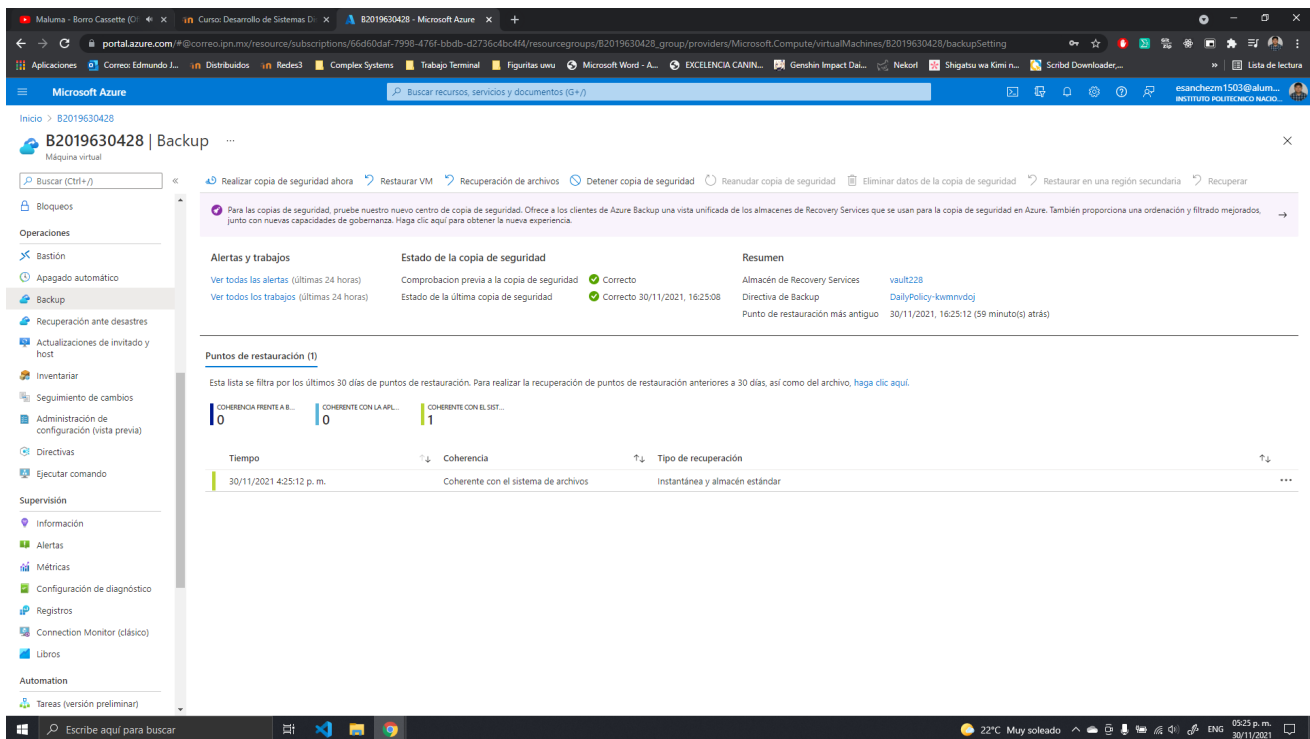 Maluma - Borro Cassette (Of
Curso: Desarrollo de Sistemas Di
B2019630428 - Microsoft Azure
portal.azure.com/#@correo.ipn.mx/resource/subscriptions/66d60daf-7998-476f-bbdb-d2736c4bc4f4/resourcegroups/B2019630428_group/providers/Microsoft.Compute/virtualMachines/B2019630428/backupSetting
Aplicaciones Correo: Edmundo J... Distribuidos Redes3 Complex Systems Trabajo Terminal Figuritas uwu Microsoft Word - A... EXCELENCIA CANIN... Genshin Impact Dai... Nekorl Shigatsu wa Kimi n... Scribd Downloader,... » Lista de lectura
Microsoft Azure
Buscar recursos, servicios y documentos (G+/)
esanchezm1503@alum...
INSTITUTO POLITECNICO NACIO...
Inicio > B2019630428
B2019630428 | Backup ...
Máquina virtual
Buscar (Ctrl+/) «
Realizar copia de seguridad ahora Restaurar VM Recuperación de archivos Detener copia de seguridad Reanudar copia de seguridad Eliminar datos de la copia de seguridad Restaurar en una región secundaria Recuperar
Bloqueos
Operaciones
Bastión
Apagado automático
Backup
Recuperación ante desastres
Actualizaciones de invitado y
host
Inventariar
Seguimiento de cambios
Administración de
configuración (vista previa)
Directivas
Ejecutar comando
Supervisión
Información
Alertas
Métricas
Configuración de diagnóstico
Registros
Connection Monitor (clásico)
Libros
Automation
Tareas (versión preliminar)
Para las copias de seguridad, pruebe nuestro nuevo centro de copia de seguridad. Ofrece a los clientes de Azure Backup una vista unificada de los almacenes de Recovery Services que se usan para la copia de seguridad en Azure. También proporciona una ordenación y filtrado mejorados,
junto con nuevas capacidades de gobernanza. Haga clic aquí para obtener la nueva experiencia.
Alertas y trabajos
Ver todas las alertas (últimas 24 horas)
Ver todos los trabajos (últimas 24 horas)
Estado de la copia de seguridad
Comprobacion previa a la copia de seguridad Correcto
Estado de la última copia de seguridad Correcto 30/11/2021, 16:25:08
Resumen
Almacén de Recovery Services vault228
Directiva de Backup DailyPolicy-kwmnvdoj
Punto de restauración más antiguo 30/11/2021, 16:25:12 (59 minuto(s) atrás)
Puntos de restauración (1)
Esta lista se filtra por los últimos 30 días de puntos de restauración. Para realizar la recuperación de puntos de restauración anteriores a 30 días, así como del archivo, haga clic aquí.
COHERENCIA FRENTE A B...
0
COHERENTE CON LA APL...
0
COHERENTE CON EL SIST...
1
Tiempo Coherencia Tipo de recuperación
30/11/2021 4:25:12 p. m. Coherente con el sistema de archivos Instantánea y almacén estándar
Escribe aquí para buscar
22°C Muy soleado
ENG
05:25 p. m.
30/11/2021